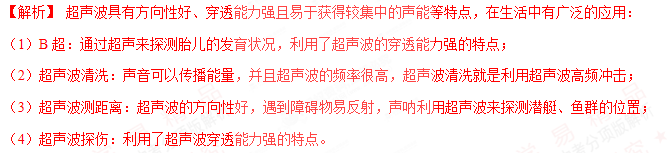 【解析】 超声波具有方向性好、穿透能力强且易于获得较集中的声能等特点，在生活中有广泛的应用：
（1）B 超：通过超声来探测胎儿的发育状况，利用了超声波的穿透能力强的特点；
（2）超声波清洗：声音可以传播能量，并且超声波的频率很高，超声波清洗就是利用超声波高频冲击；
（3）超声波测距离：超声波的方向性好，遇到障碍物易反射，声呐利用超声波来探测潜艇、鱼群的位置；
（4）超声波探伤：利用了超声波穿透能力强的特点。